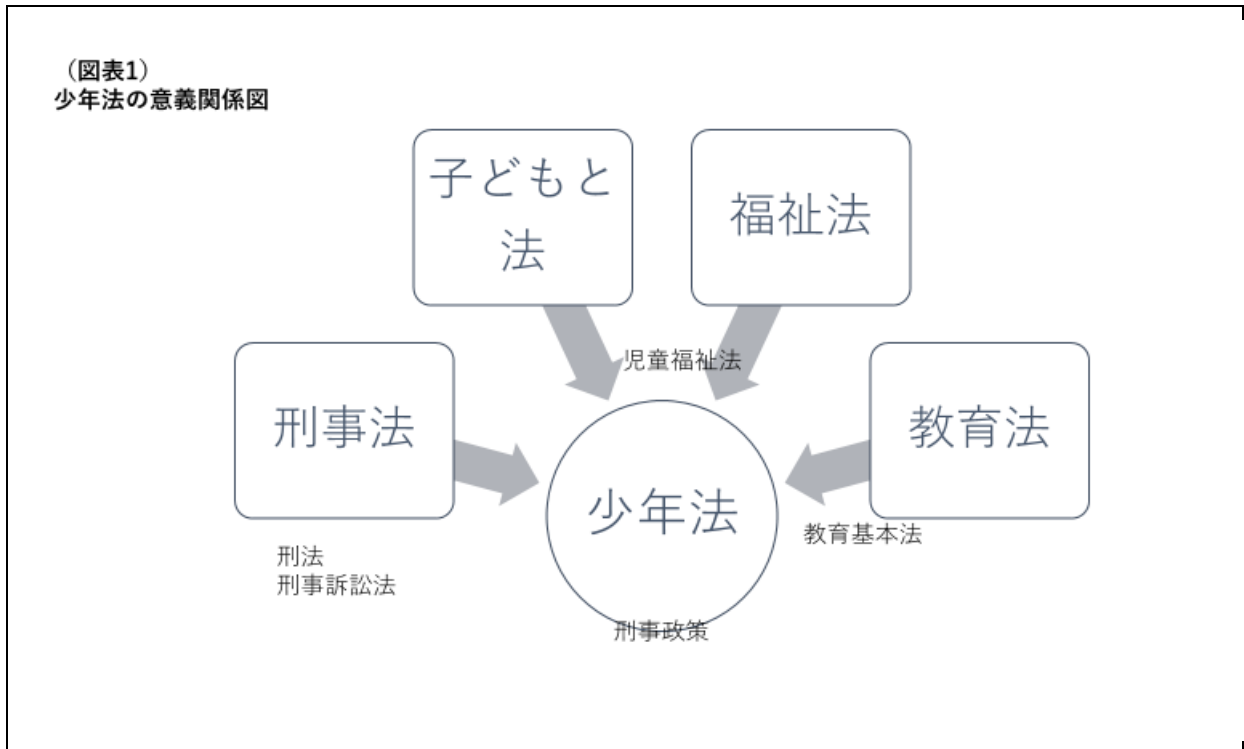 （図表1）
少年法の意義関係図
子どもと
法
福祉法
児童福祉法
刑事法
教育法
少年法
教育基本法
刑法
刑事訴訟法
刑事政策